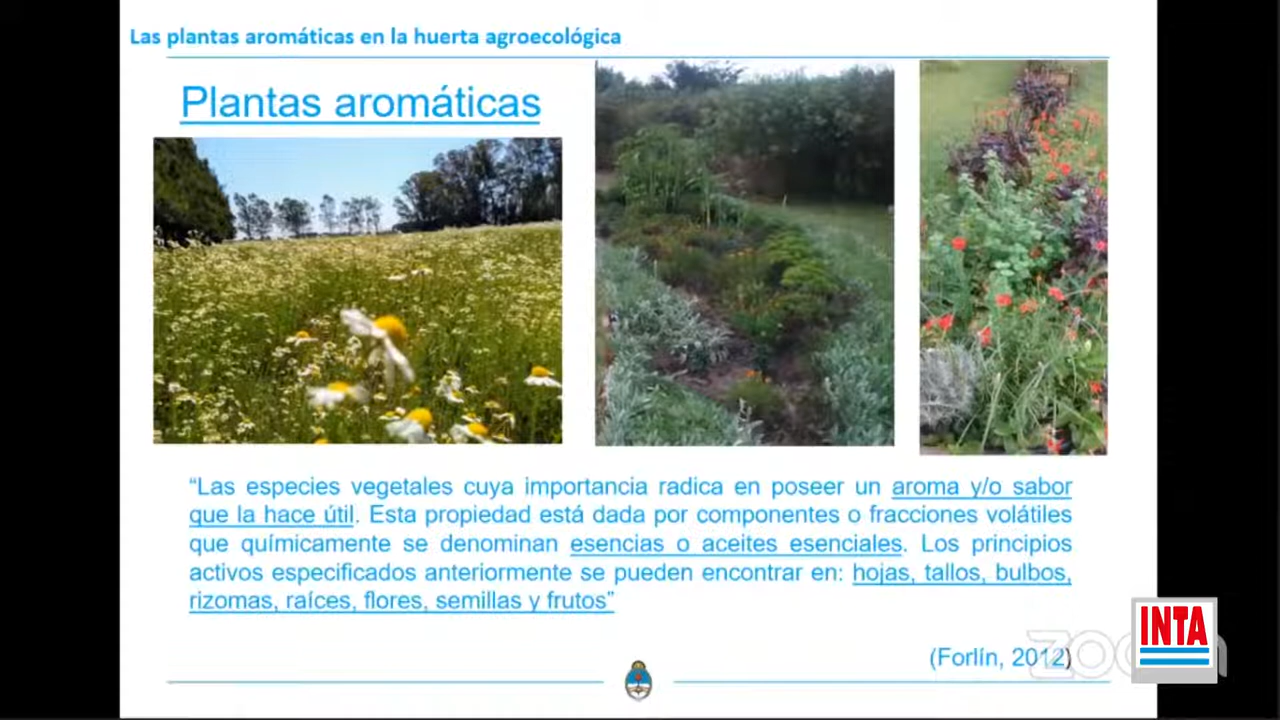 Las plantas aromáticas en la huerta agroecológica
Plantas aromáticas
“Las especies vegetales cuya importancia radica en poseer un aroma y/o sabor
que la hace útil. Esta propiedad está dada por componentes o fracciones volátiles
que químicamente se denominan esencias o aceites esenciales. Los principios
activos especificados anteriormente se pueden encontrar en: hojas, tallos, bulbos,
rizomas, raíces, flores, semillas y frutos”
(Forlín, 2012)
zoom
INTA